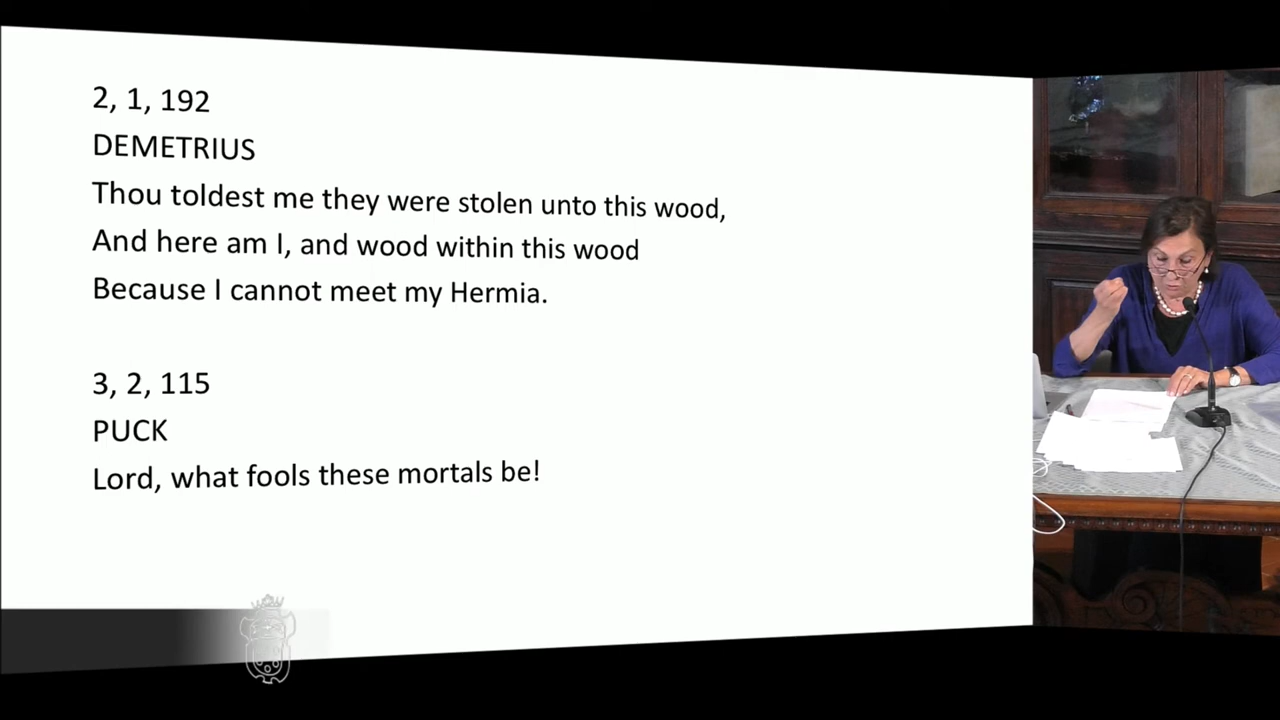 2, 1, 192
DEMETRIUS
Thou toldest me they were stolen unto this wood,
And here am I, and wood within this wood
Because I cannot meet my Hermia.
3, 2, 115
PUCK
Lord, what fools these mortals be!